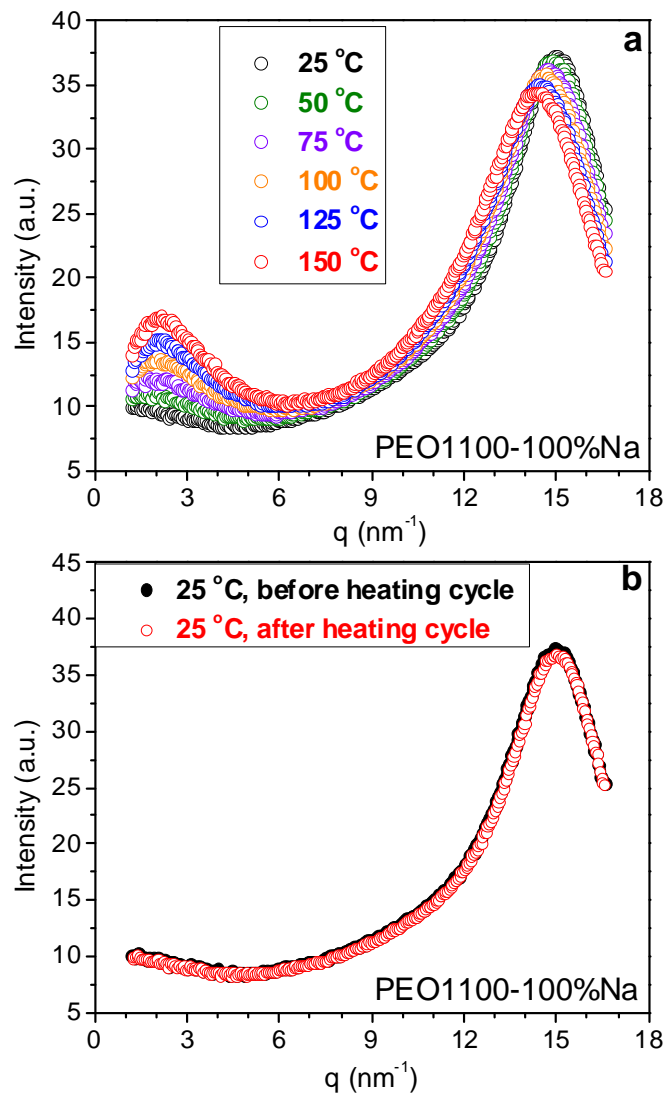 a
40
35
30
25
20
15
10
5
Intensity (a.u.)
25 °C
50 °C
75 °C
100 °C
125 °C
150 °C
PEO1100-100%Na
0 3 6 9 12 15 18
q (nm⁻¹)
b
45
40
35
30
25
20
15
10
5
Intensity (a.u.)
25 °C, before heating cycle
25 °C, after heating cycle
PEO1100-100%Na
0 3 6 9 12 15 18
q (nm⁻¹)